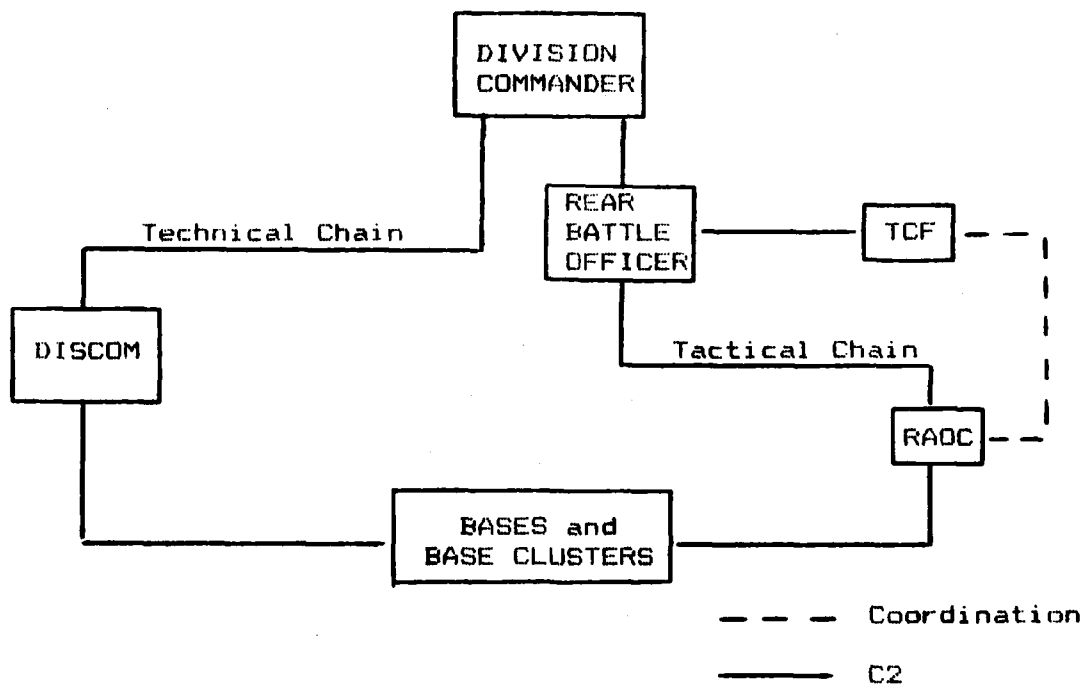 DIVISION
COMMANDER
REAR
BATTLE
OFFICER
TCF
Technical Chain
DISCOM
Tactical Chain
RAOC
BASES and
BASE CLUSTERS
Coordination
C2